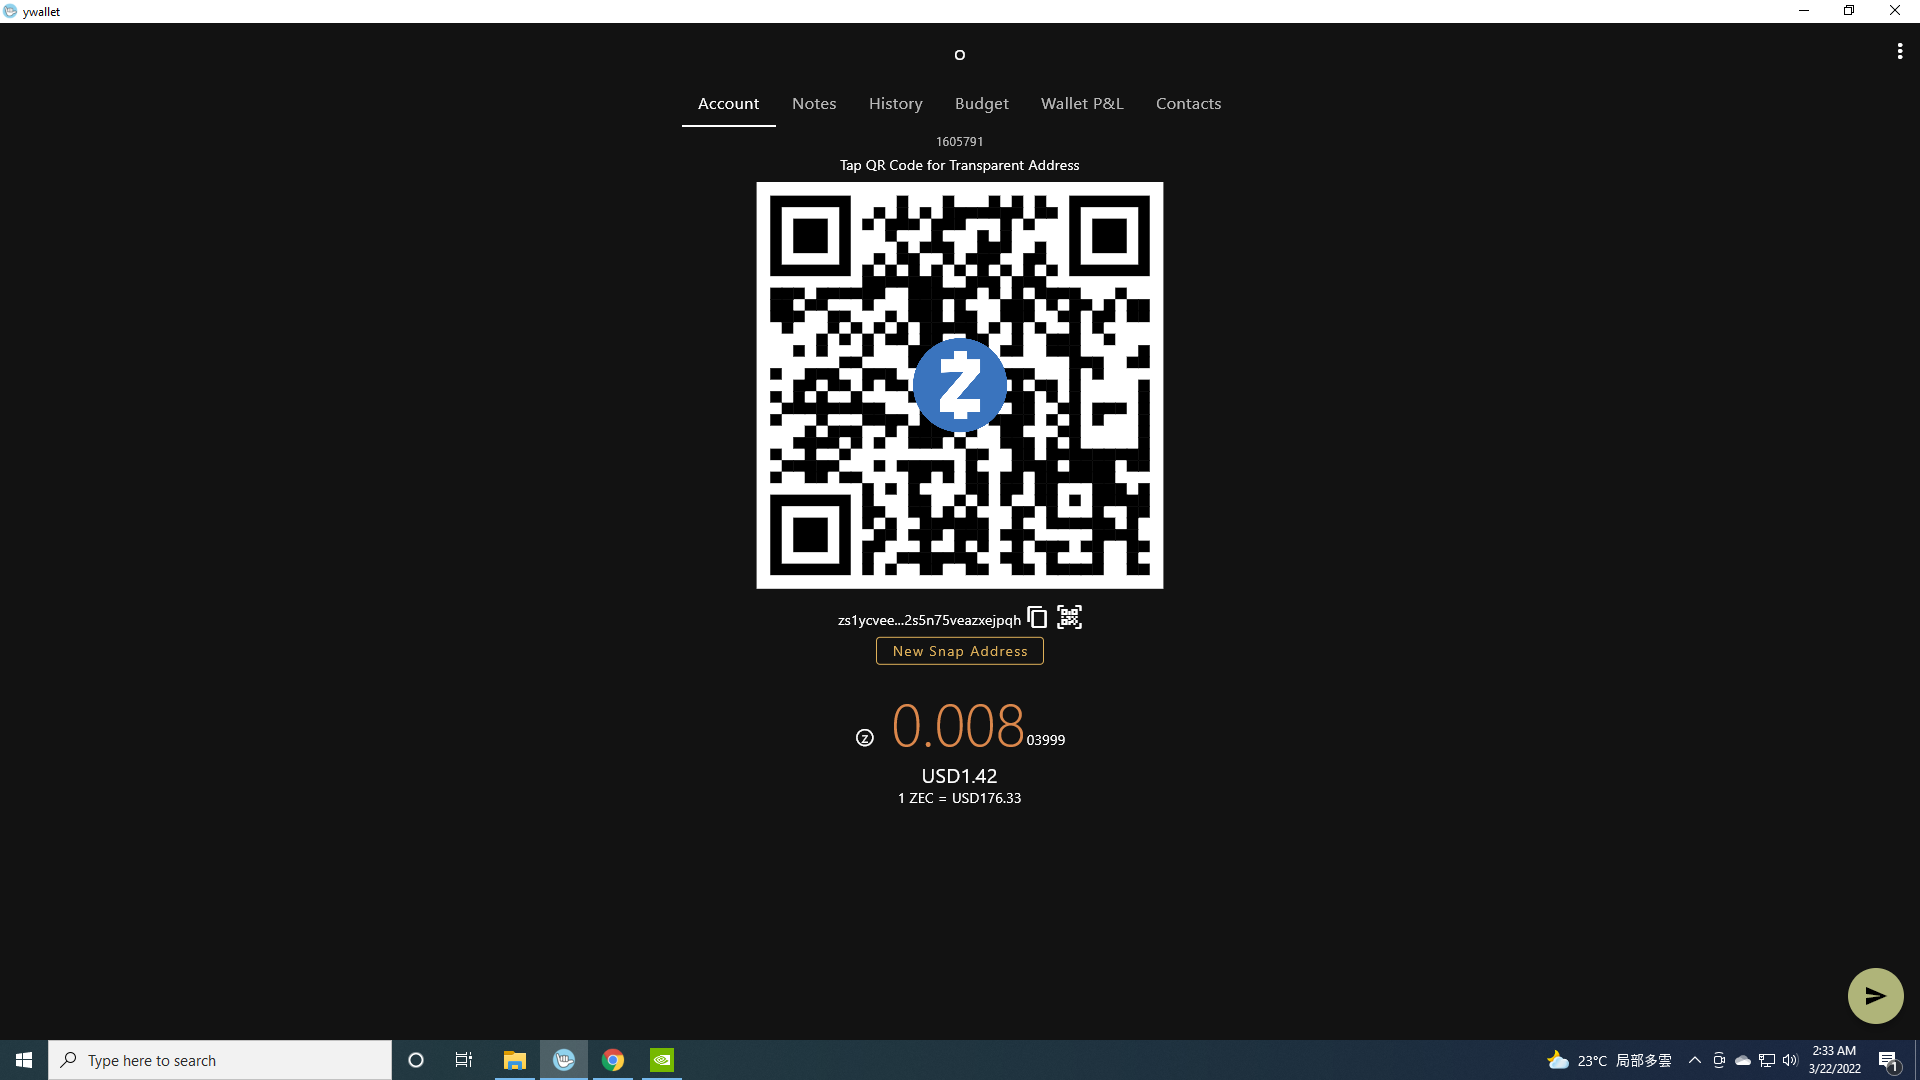 ywallet
o
Account Notes History Budget Wallet P&L Contacts
1605791
Tap QR Code for Transparent Address
zs1ycvee...2s5n75veazxejpqh
New Snap Address
0.00803999
USD1.42
1 ZEC = USD176.33
Type here to search
23°C 局部多雲
2:33 AM
3/22/2022
1